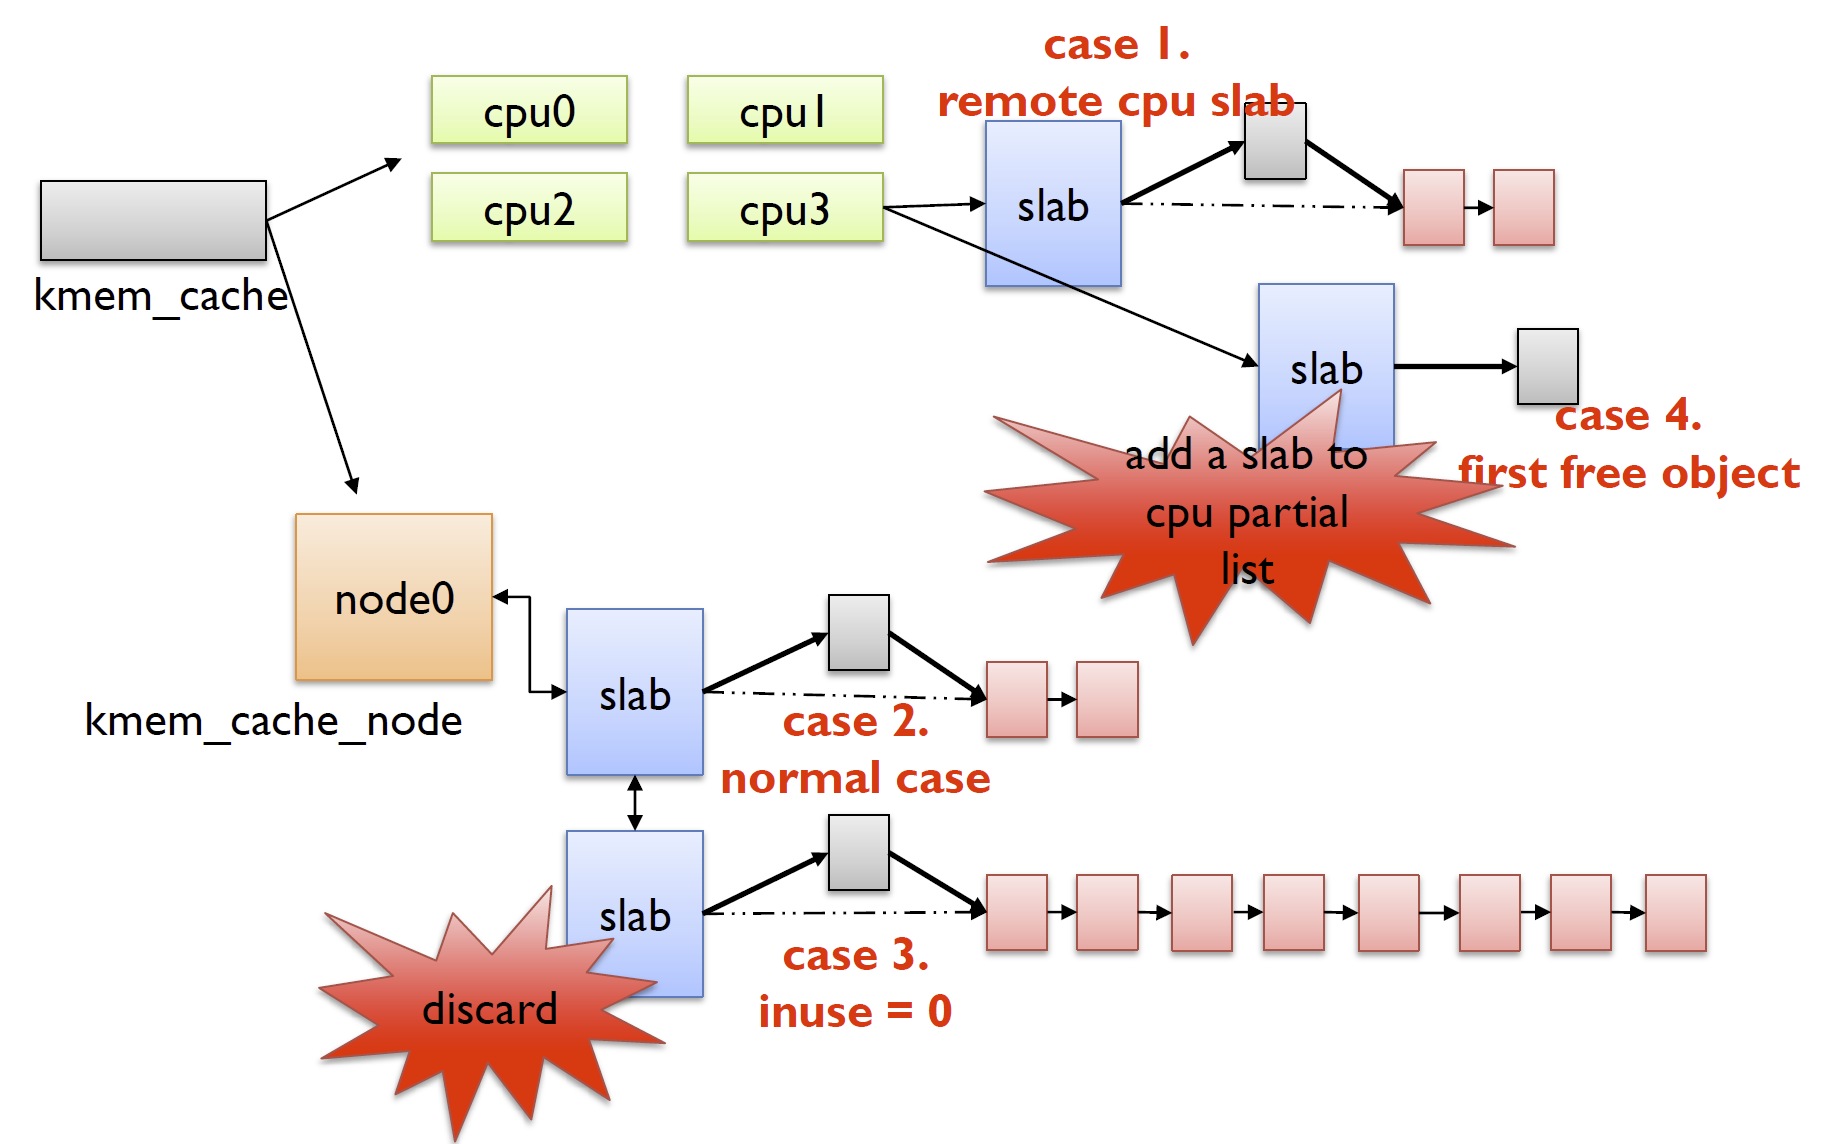 case 1.
remote cpu slab
cpu0
cpu1
cpu2
cpu3
slab
kmem_cache
slab
case 4.
first free object
add a slab to
cpu partial
list
node0
kmem_cache_node
slab
case 2.
normal case
slab
case 3.
inuse = 0
discard